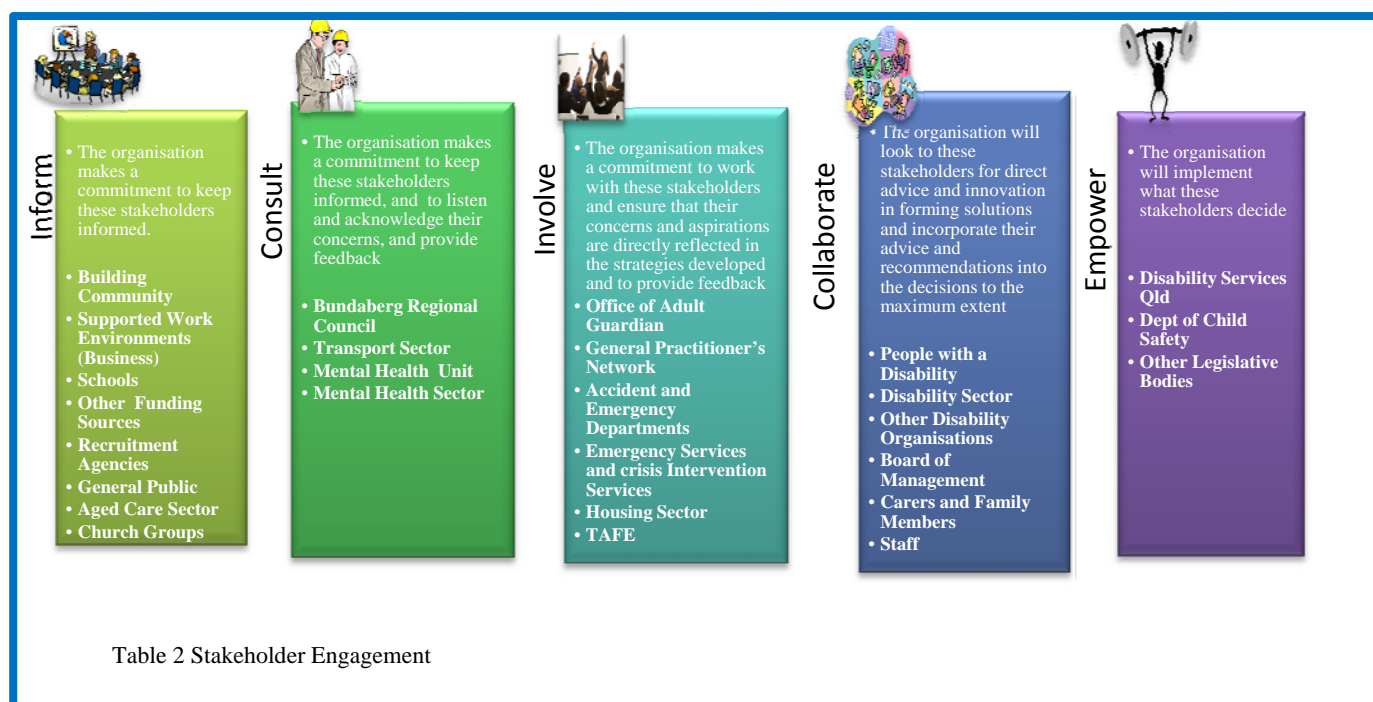 Inform
• The organisation
makes a
commitment to keep
these stakeholders
informed.
• Building
Community
• Supported Work
Environments
(Business)
• Schools
• Other Funding
Sources
• Recruitment
Agencies
• General Public
• Aged Care Sector
• Church Groups
Consult
• The organisation makes
a commitment to keep
these stakeholders
informed, and to listen
and acknowledge their
concerns, and provide
feedback
• Bundaberg Regional
Council
• Transport Sector
• Mental Health Unit
• Mental Health Sector
Involve
• The organisation makes
a commitment to work
with these stakeholders
and ensure that their
concerns and aspirations
are directly reflected in
the strategies developed
and to provide feedback
• Office of Adult
Guardian
• General Practitioner’s
Network
• Accident and
Emergency
Departments
• Emergency Services
and crisis Intervention
Services
• Housing Sector
• TAFE
Collaborate
• The organisation will
look to these
stakeholders for direct
advice and innovation
in forming solutions
and incorporate their
advice and
recommendations into
the decisions to the
maximum extent
• People with a
Disability
• Disability Sector
• Other Disability
Organisations
• Board of
Management
• Carers and Family
Members
• Staff
Empower
• The organisation
will implement
what these
stakeholders decide
• Disability Services
Qld
• Dept of Child
Safety
• Other Legislative
Bodies
Table 2 Stakeholder Engagement